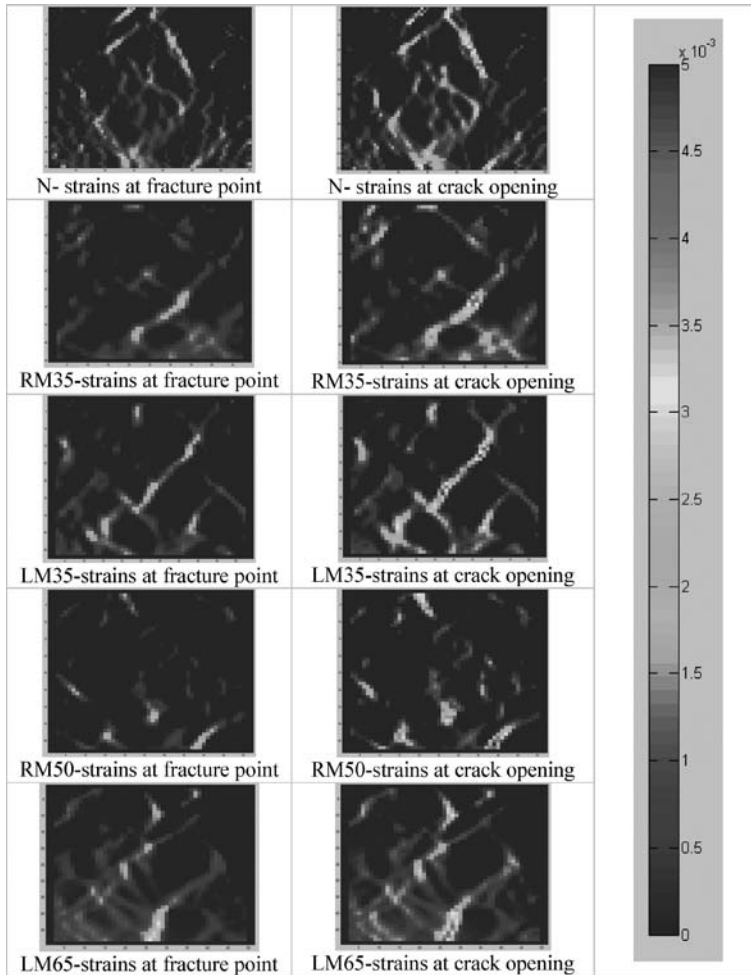 N- strains at fracture point
N- strains at crack opening
RM35-strains at fracture point
RM35-strains at crack opening
LM35-strains at fracture point
LM35-strains at crack opening
RM50-strains at fracture point
RM50-strains at crack opening
LM65-strains at fracture point
LM65-strains at crack opening
x 10⁻³
5
4.5
4
3.5
3
2.5
2
1.5
1
0.5
0